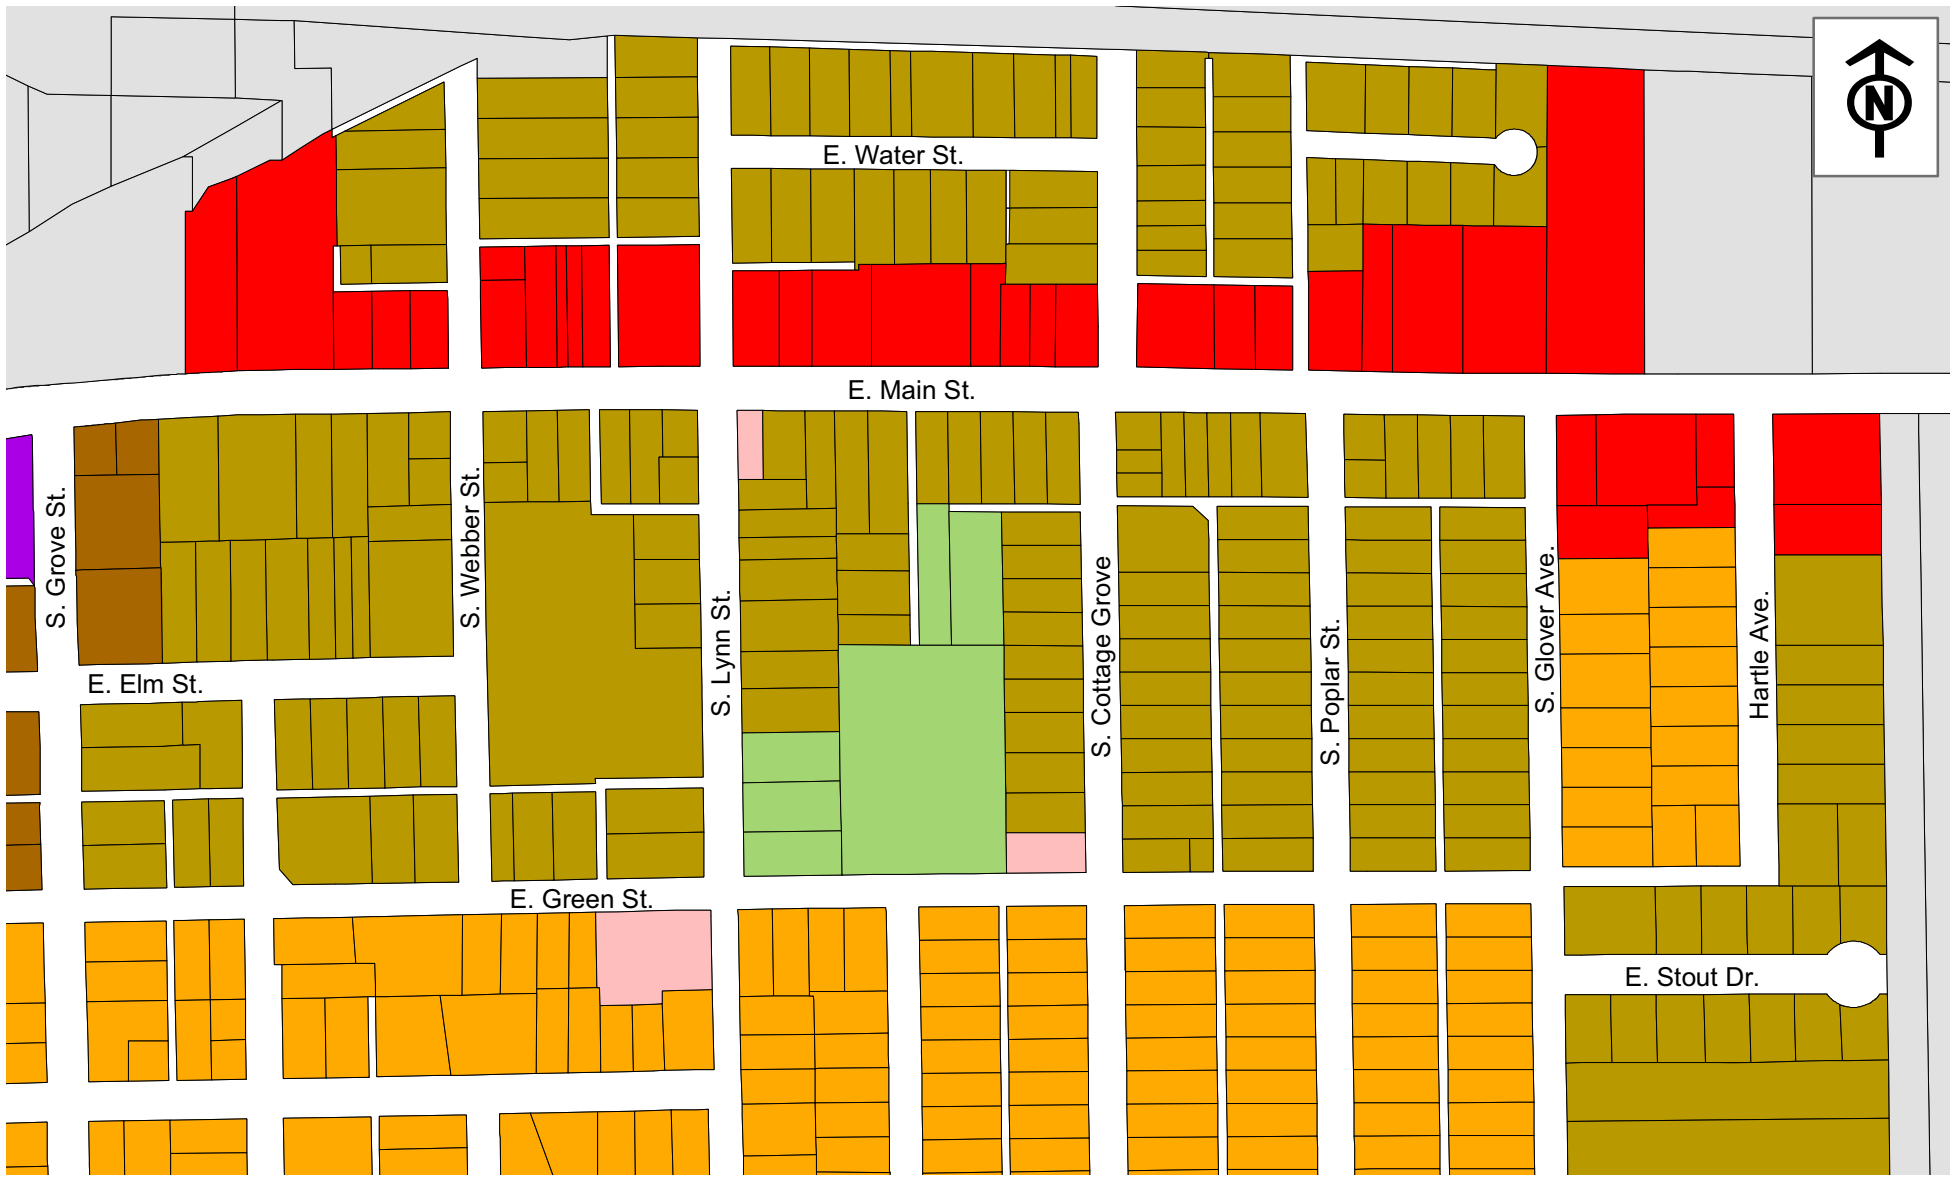 N
E. Water St.
E. Main St.
S. Grove St.
S. Webber St.
S. Lynn St.
S. Cottage Grove
S. Poplar St.
S. Glover Ave.
Hartle Ave.
E. Elm St.
E. Green St.
E. Stout Dr.